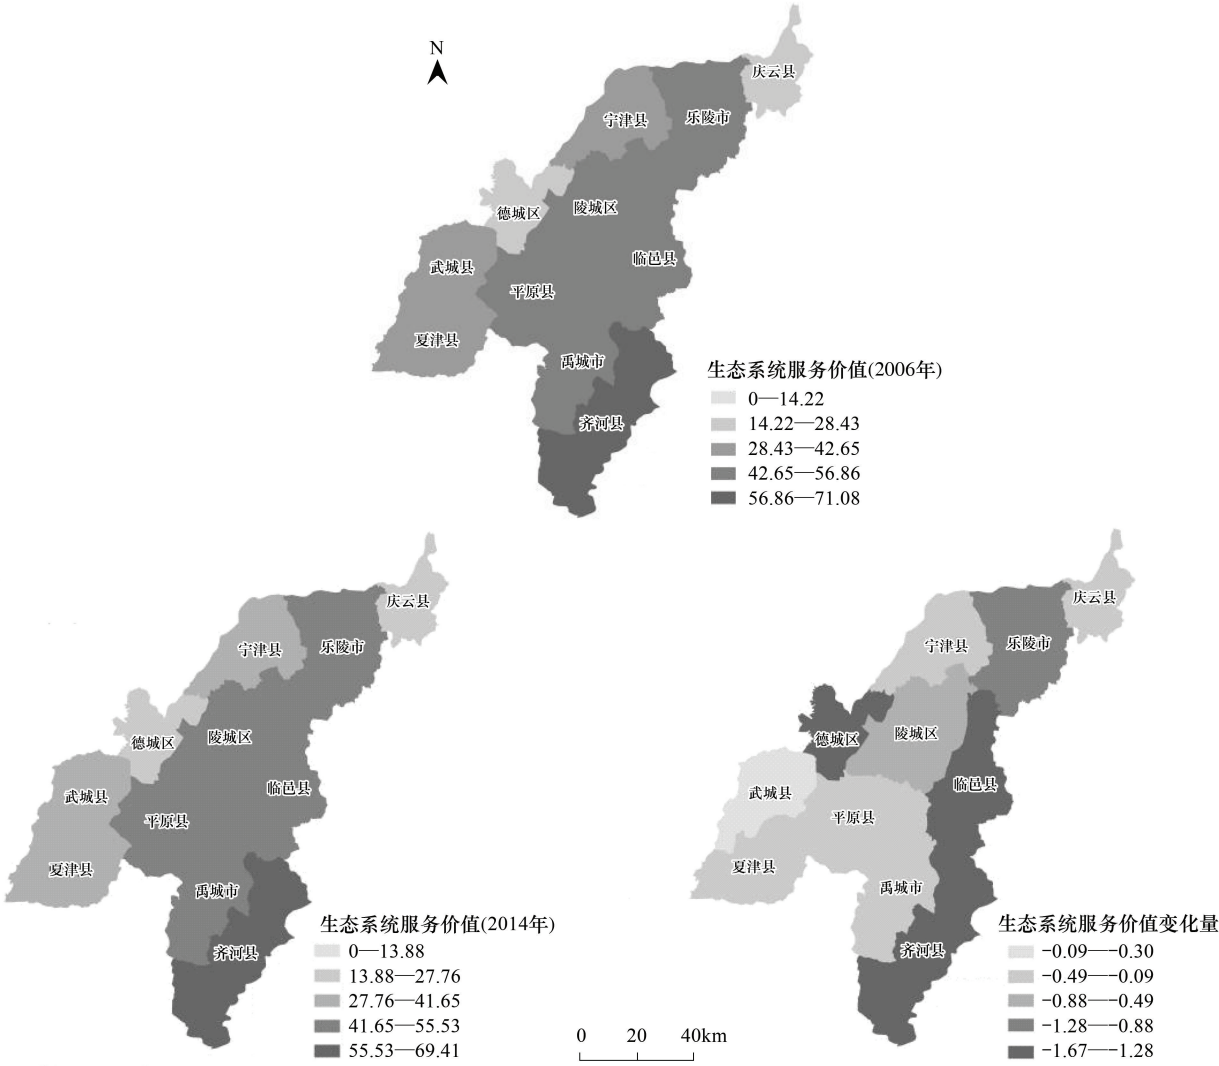 N
庆云县
宁津县
乐陵市
德城区
陵城区
武城县
临邑县
平原县
夏津县
禹城市
齐河县
生态系统服务价值(2006年)
0—14.22
14.22—28.43
28.43—42.65
42.65—56.86
56.86—71.08
庆云县
宁津县
乐陵市
德城区
陵城区
武城县
临邑县
平原县
夏津县
禹城市
齐河县
生态系统服务价值(2014年)
0—13.88
13.88—27.76
27.76—41.65
41.65—55.53
55.53—69.41
庆云县
宁津县
乐陵市
德城区
陵城区
武城县
临邑县
平原县
夏津县
禹城市
齐河县
生态系统服务价值变化量
-0.09—-0.30
-0.49—-0.09
-0.88—-0.49
-1.28—-0.88
-1.67—-1.28
0 20 40km